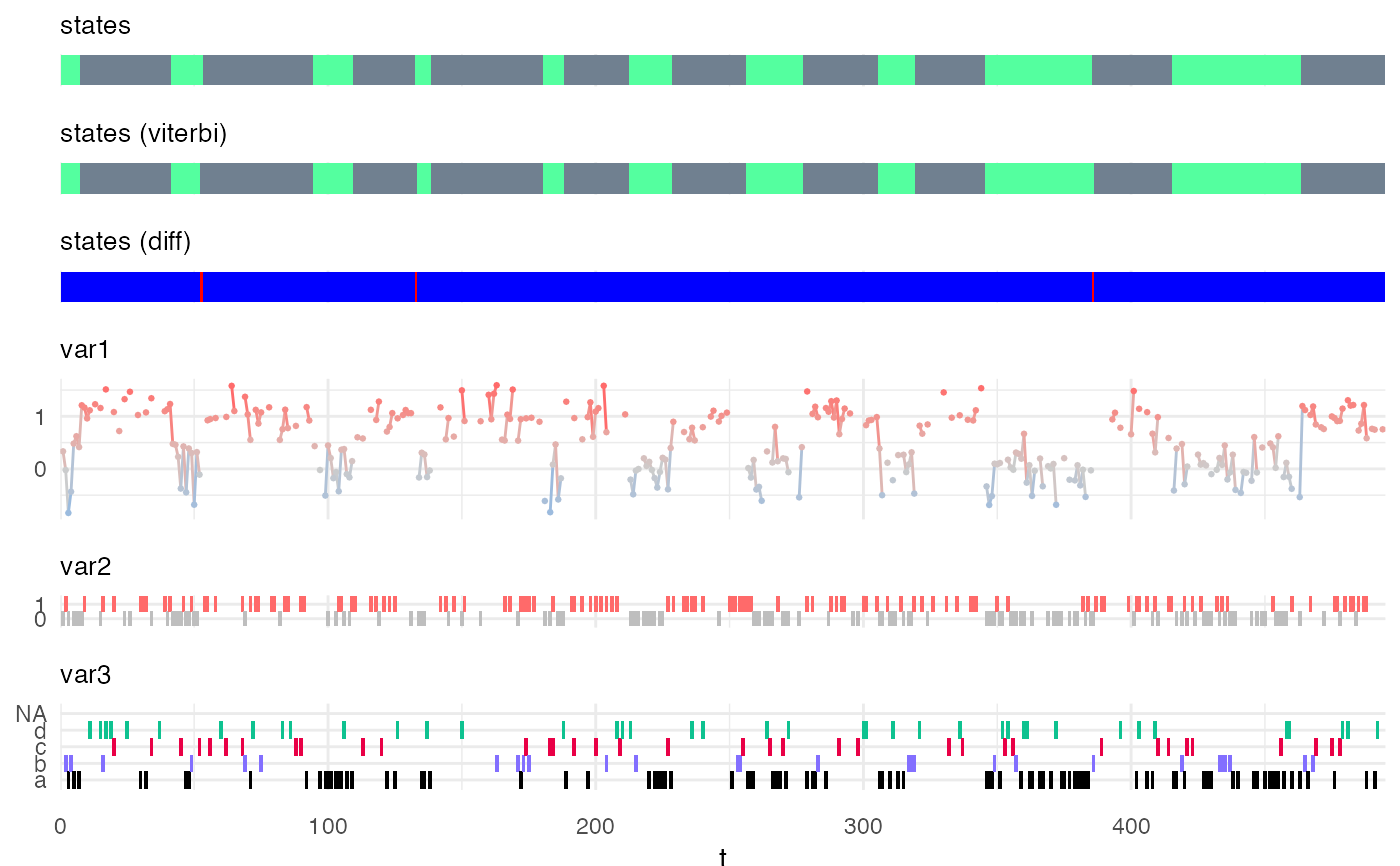 states
states (viterbi)
states (diff)
var1
1
0
var2
1
0
var3
NA
d
c
b
a
0 100 200 300 400
t